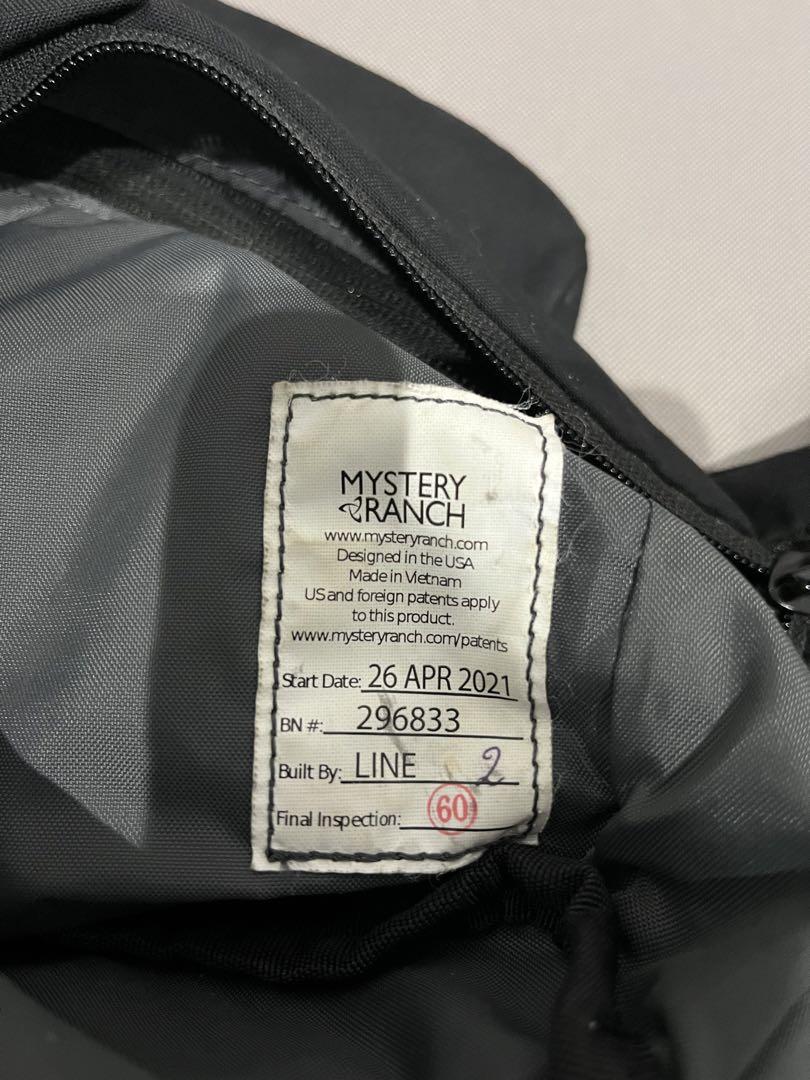 MYSTERY
RANCH
www.mysteryranch.com
Designed in the USA
Made in Vietnam
US and foreign patents apply
to this product.
www.mysteryranch.com/patents
Start Date: 26 APR 2021
BN #: 296833
Built By: LINE 2
Final Inspection: 60